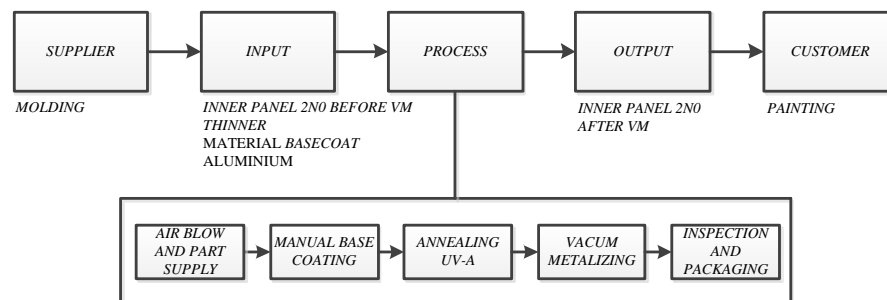 SUPPLIER
INPUT
PROCESS
OUTPUT
CUSTOMER
MOLDING
INNER PANEL 2N0 BEFORE VM
THINNER
MATERIAL BASECOAT
ALUMINIUM
INNER PANEL 2N0
AFTER VM
PAINTING
AIR BLOW
AND PART
SUPPLY
MANUAL BASE
COATING
ANNEALING
UV-A
VACUM
METALIZING
INSPECTION
AND
PACKAGING